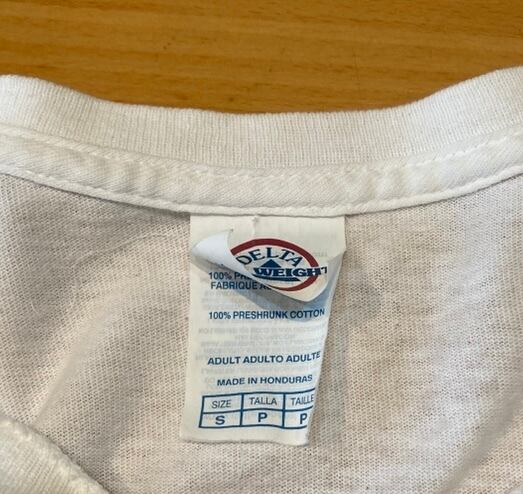 DELTA
WEIGHT
100% PRE
FABRIQUE
100% PRESHRUNK COTTON
ADULT ADULTO ADULTE
MADE IN HONDURAS
SIZE TALLA TAILLE
S P P